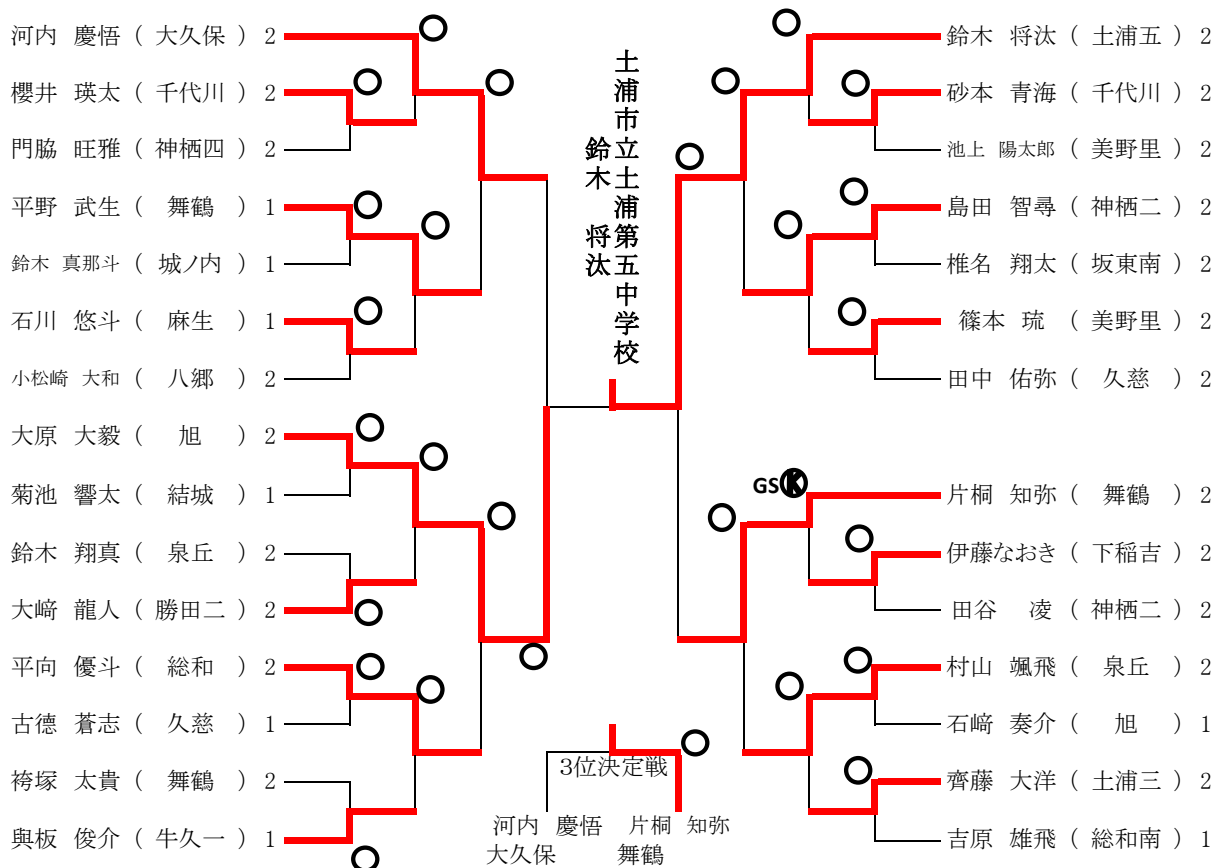 河内 慶悟 ( 大久保 ) 2
櫻井 瑛太 ( 千代川 ) 2
門脇 旺雅 ( 神栖四 ) 2
平野 武生 ( 舞鶴 ) 1
鈴木 真那斗 ( 城ノ内 ) 1
石川 悠斗 ( 麻生 ) 1
小松崎 大和 ( 八郷 ) 2
大原 大毅 ( 旭 ) 2
菊池 響太 ( 結城 ) 1
鈴木 翔真 ( 泉丘 ) 2
大﨑 龍人 ( 勝田二 ) 2
平向 優斗 ( 総和 ) 2
古德 蒼志 ( 久慈 ) 1
袴塚 太貴 ( 舞鶴 ) 2
與板 俊介 ( 牛久一 ) 1
土浦市立土浦第五中学校
鈴木 将汰
鈴木 将汰 ( 土浦五 ) 2
砂本 青海 ( 千代川 ) 2
池上 陽太郎 ( 美野里 ) 2
島田 智尋 ( 神栖二 ) 2
椎名 翔太 ( 坂東南 ) 2
篠本 琉 ( 美野里 ) 2
田中 佑弥 ( 久慈 ) 2
GSⓀ
片桐 知弥 ( 舞鶴 ) 2
伊藤なおき ( 下稲吉 ) 2
田谷 凌 ( 神栖二 ) 2
村山 颯飛 ( 泉丘 ) 2
石﨑 奏介 ( 旭 ) 1
齊藤 大洋 ( 土浦三 ) 2
吉原 雄飛 ( 総和南 ) 1
3位決定戦
河内 慶悟 片桐 知弥
大久保 舞鶴